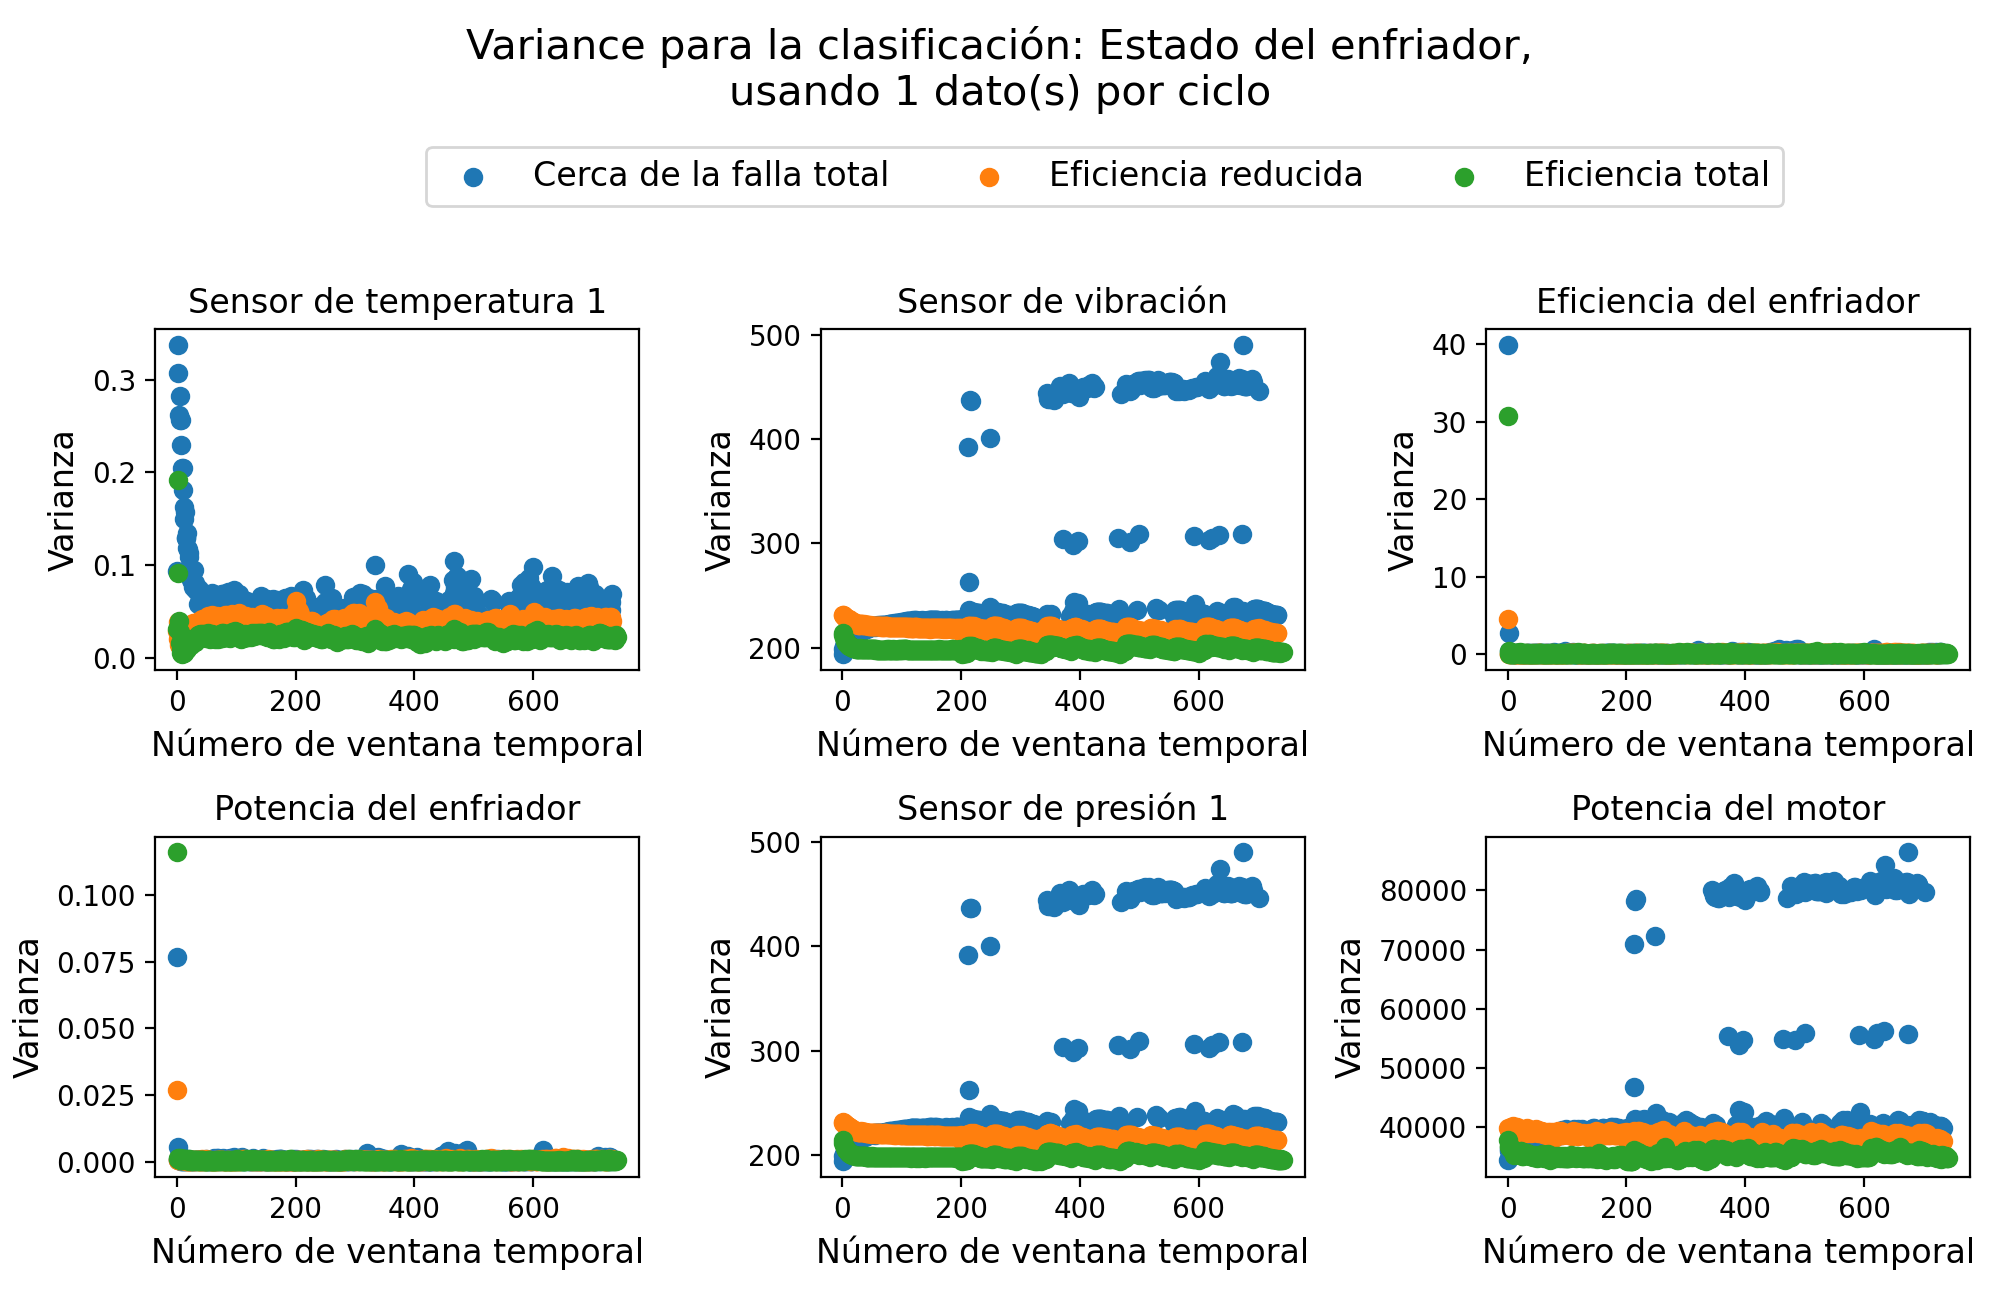 Variance para la clasificación: Estado del enfriador,
usando 1 dato(s) por ciclo
Cerca de la falla total Eficiencia reducida Eficiencia total
Sensor de temperatura 1
Varianza
0.3
0.2
0.1
0.0
0 200 400 600
Número de ventana temporal
Sensor de vibración
Varianza
500
400
300
200
0 200 400 600
Número de ventana temporal
Eficiencia del enfriador
Varianza
40
30
20
10
0
0 200 400 600
Número de ventana temporal
Potencia del enfriador
Varianza
0.100
0.075
0.050
0.025
0.000
0 200 400 600
Número de ventana temporal
Sensor de presión 1
Varianza
500
400
300
200
0 200 400 600
Número de ventana temporal
Potencia del motor
Varianza
80000
70000
60000
50000
40000
0 200 400 600
Número de ventana temporal